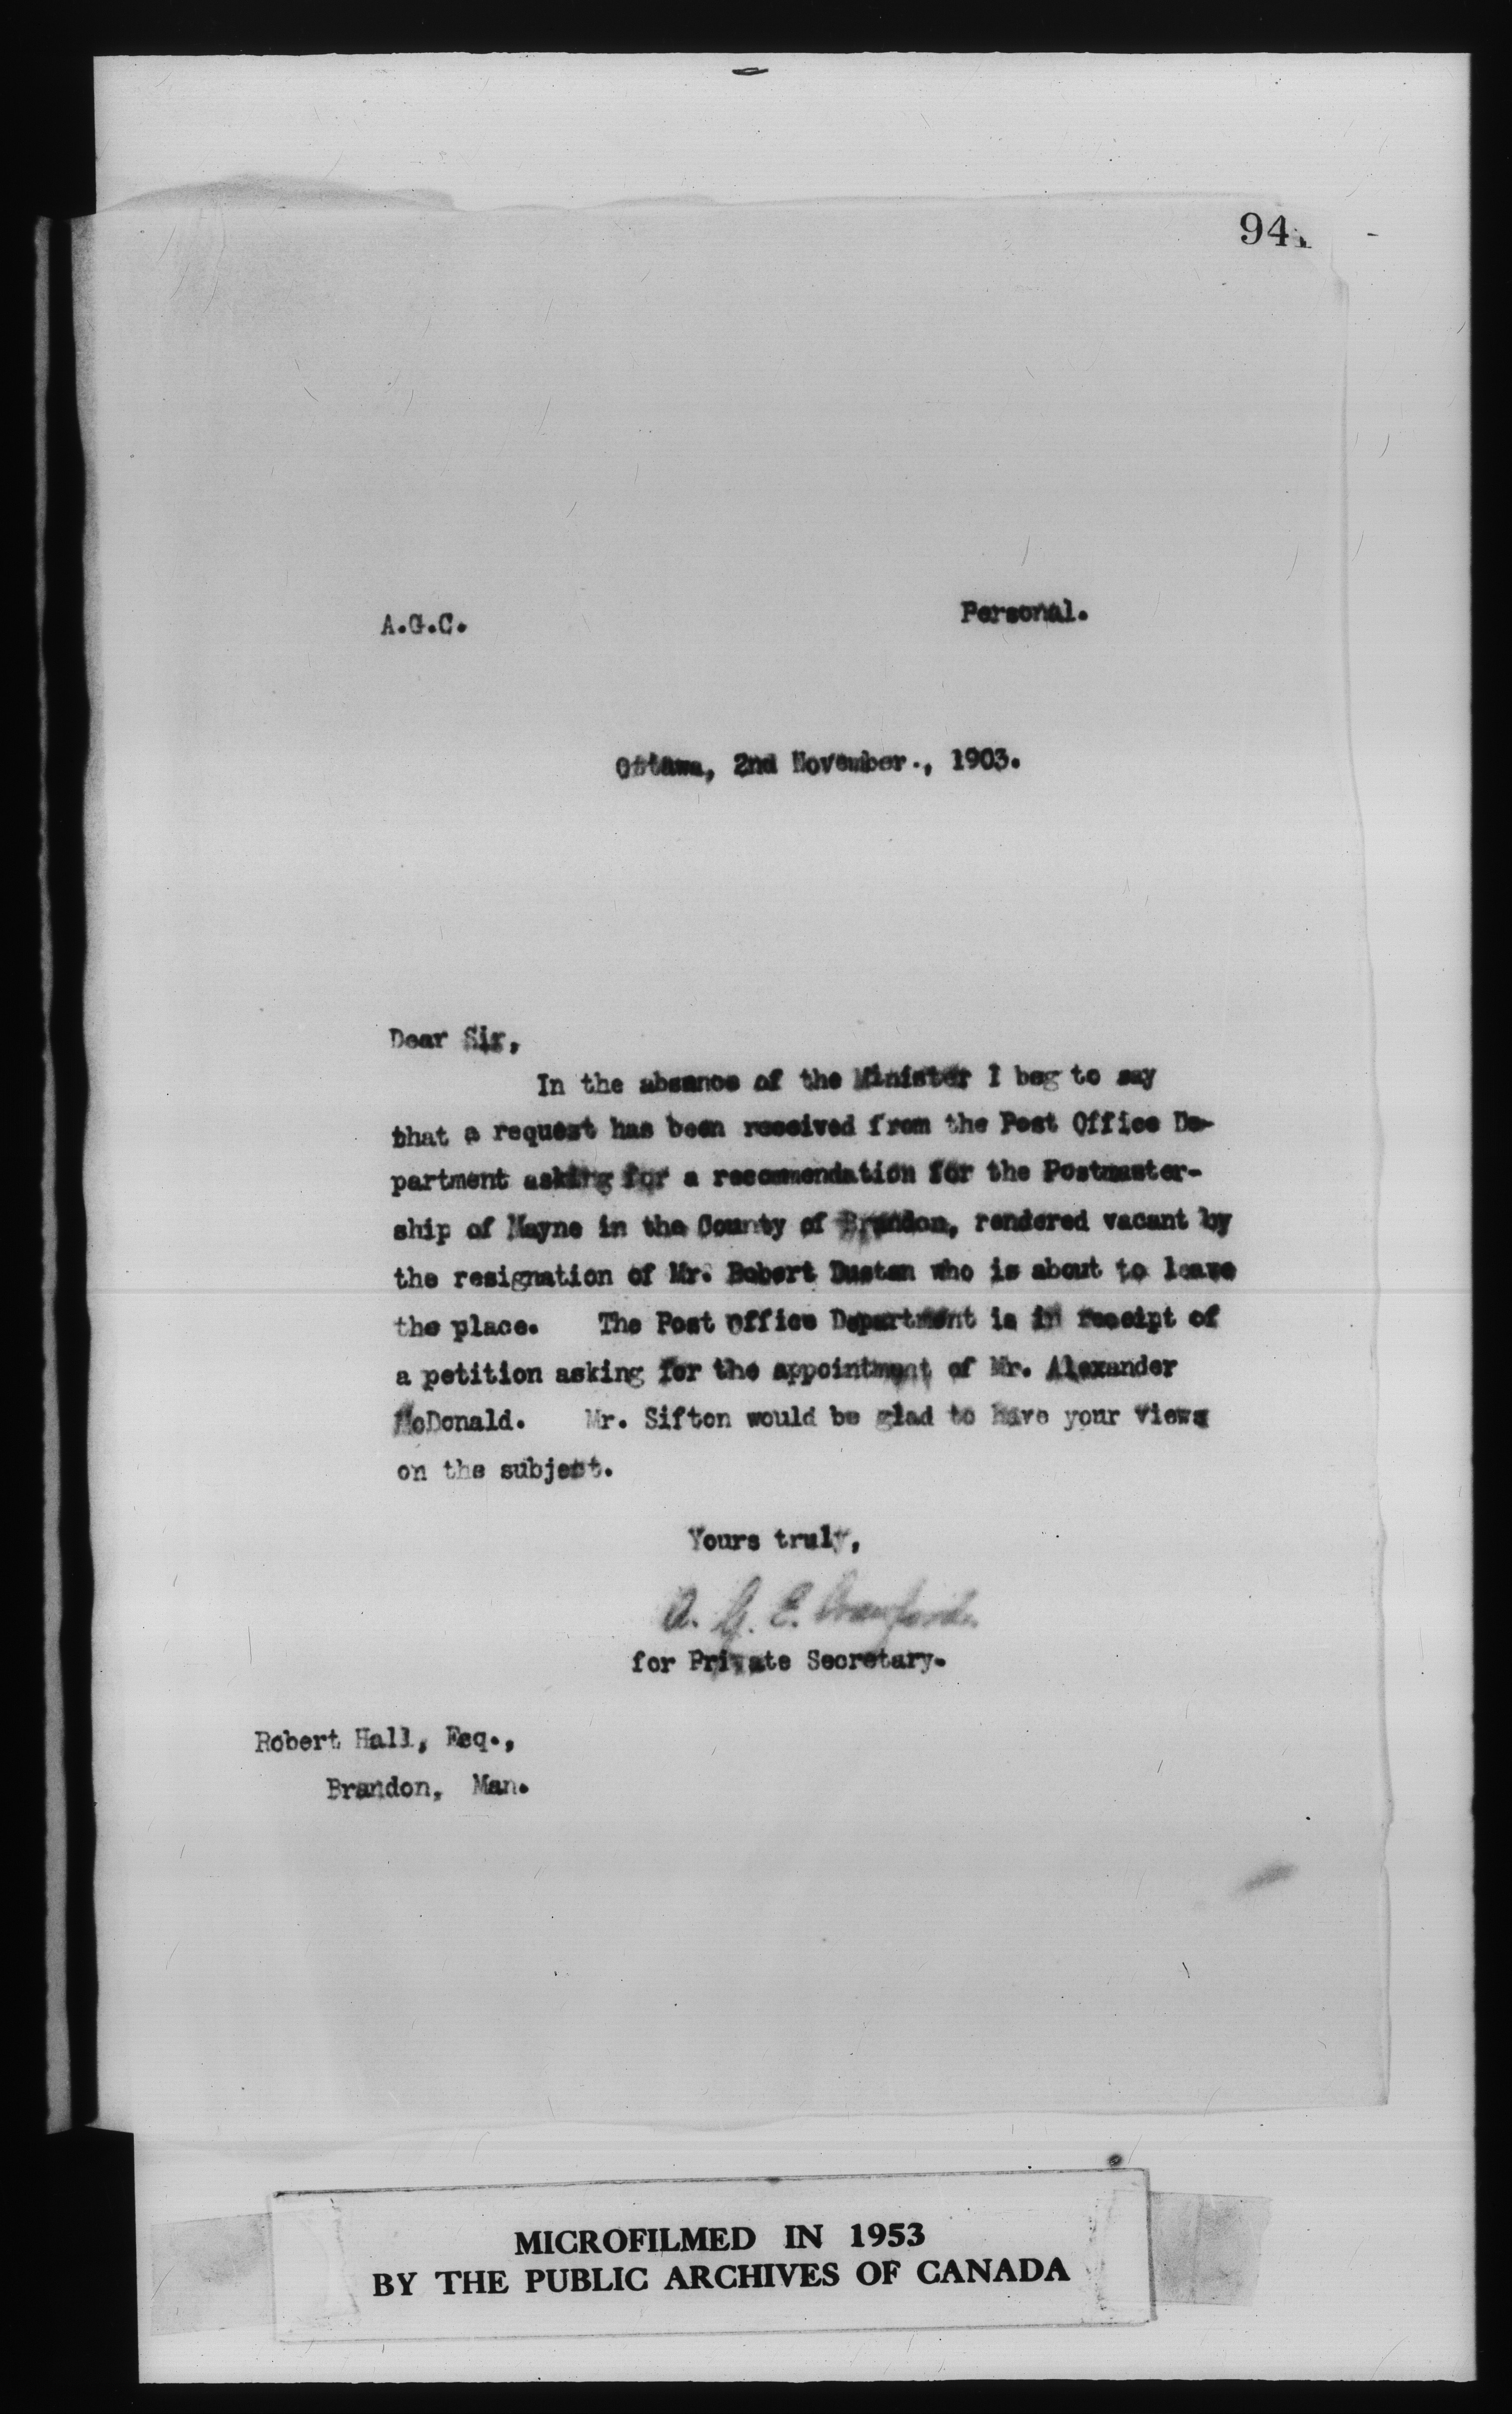 94
A.G.C.
Personal.
Ottawa, 2nd November., 1903.
Dear Sir,
In the absence of the Minister I beg to say
that a request has been received from the Post Office De-
partment asking for a recommendation for the Postmaster-
ship of Mayne in the County of Brandon, rendered vacant by
the resignation of Mr. Robert Dustan who is about to leave
the place. The Post Office Department is in receipt of
a petition asking for the appointment of Mr. Alexander
McDonald. Mr. Sifton would be glad to have your views
on the subject.
Yours truly,
A. G. E. Crawford
for Private Secretary.
Robert Hall, Esq.,
Brandon, Man.
MICROFILMED IN 1953
BY THE PUBLIC ARCHIVES OF CANADA